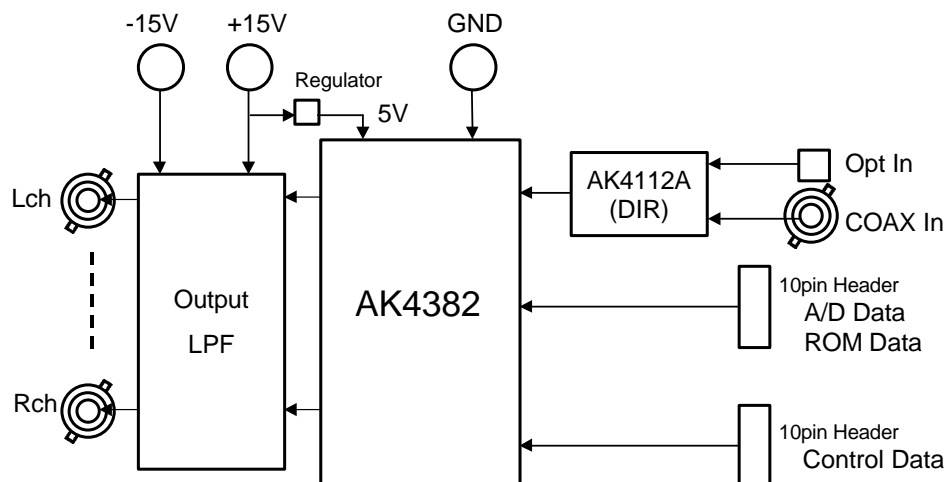 -15V
+15V
GND
Regulator
5V
Lch
Opt In
AK4112A
(DIR)
COAX In
Output
LPF
AK4382
10pin Header
A/D Data
ROM Data
Rch
10pin Header
Control Data